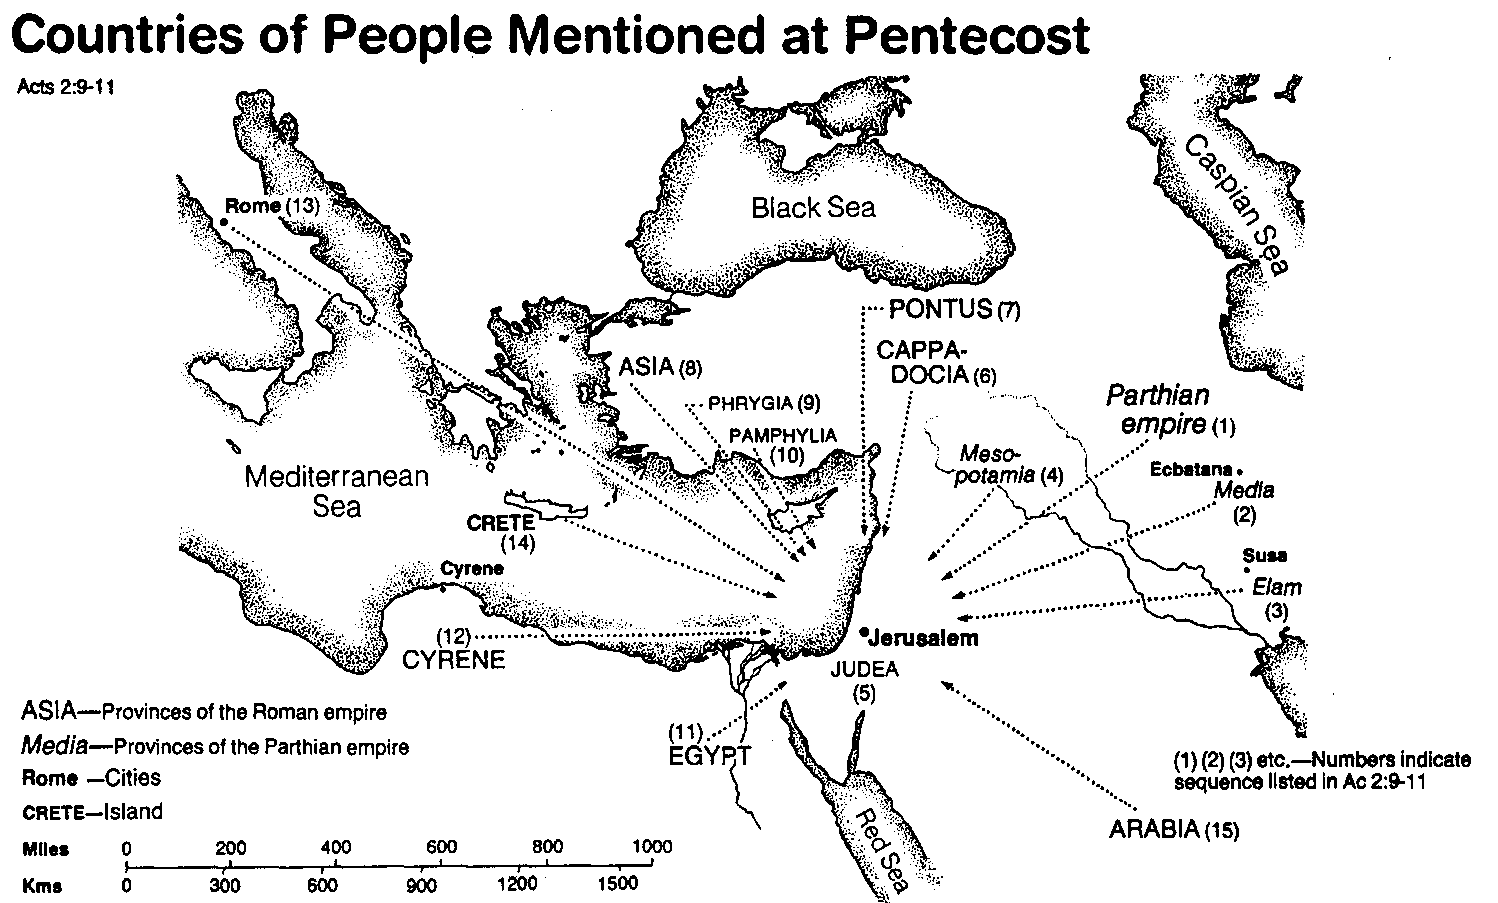 Countries of People Mentioned at Pentecost
Acts 2:9-11
Caspian Sea
Black Sea
Rome (13)
PONTUS (7)
CAPPA-
DOCIA (6)
ASIA (8)
PHRYGIA (9)
PAMPHYLIA
(10)
Parthian
empire (1)
Meso-
potamia (4)
Ecbatana
Media
(2)
Mediterranean
Sea
CRETE
(14)
Cyrene
Susa
Elam
(3)
(12)
CYRENE
Jerusalem
JUDEA
(5)
(11)
EGYPT
Red Sea
ARABIA (15)
ASIA—Provinces of the Roman empire
Media—Provinces of the Parthian empire
Rome —Cities
CRETE—Island
(1) (2) (3) etc.—Numbers indicate
sequence listed in Ac 2:9-11
Miles 0 200 400 600 800 1000
Kms 0 300 600 900 1200 1500